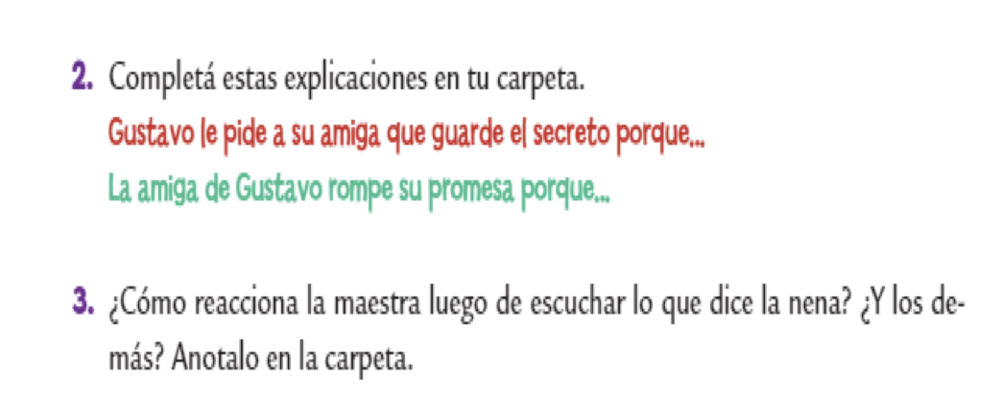 2. Completá estas explicaciones en tu carpeta.
Gustavo le pide a su amiga que guarde el secreto porque...
La amiga de Gustavo rompe su promesa porque...
3. ¿Cómo reacciona la maestra luego de escuchar lo que dice la nena? ¿Y los de-
más? Anotalo en la carpeta.